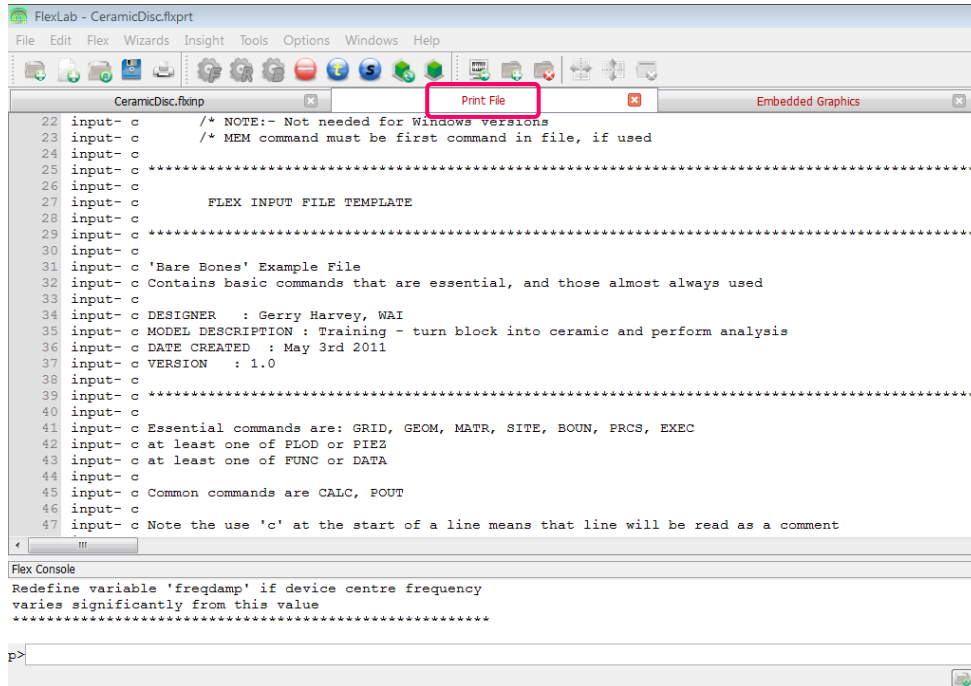 FlexLab - CeramicDisc.flxprt
File Edit Flex Wizards Insight Tools Options Windows Help
CeramicDisc.flxinp Print File Embedded Graphics
22 input- c /* NOTE:- Not needed for Windows versions
23 input- c /* MEM command must be first command in file, if used
24 input- c
25 input- c ************************************************************************************************
26 input- c
27 input- c FLEX INPUT FILE TEMPLATE
28 input- c
29 input- c ************************************************************************************************
30 input- c
31 input- c 'Bare Bones' Example File
32 input- c Contains basic commands that are essential, and those almost always used
33 input- c
34 input- c DESIGNER : Gerry Harvey, WAI
35 input- c MODEL DESCRIPTION : Training - turn block into ceramic and perform analysis
36 input- c DATE CREATED : May 3rd 2011
37 input- c VERSION : 1.0
38 input- c
39 input- c ************************************************************************************************
40 input- c
41 input- c Essential commands are: GRID, GEOM, MATR, SITE, BOUN, PRCS, EXEC
42 input- c at least one of PLOD or PIEZ
43 input- c at least one of FUNC or DATA
44 input- c
45 input- c Common commands are CALC, POUT
46 input- c
47 input- c Note the use 'c' at the start of a line means that line will be read as a comment
Flex Console
Redefine variable 'freqdamp' if device centre frequency
varies significantly from this value
********************************************************
p>